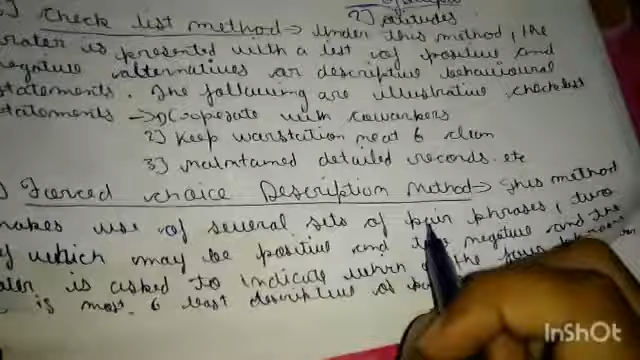 2) attitudes
Check list method → Under this method, the
rater is presented with a list of positive and
negative alternatives or descriptive behavioural
statements. The following are illustrative checklist
statements → 1) Cooperate with coworkers
2) Keep workstation neat & clean
3) Maintained detailed records. etc
Forced choice Description Method → This method
makes use of several sets of pair phrases, two
of which may be positive and two negative and the
rater is asked to indicate which of the four
is most & least descriptive of
InShOt